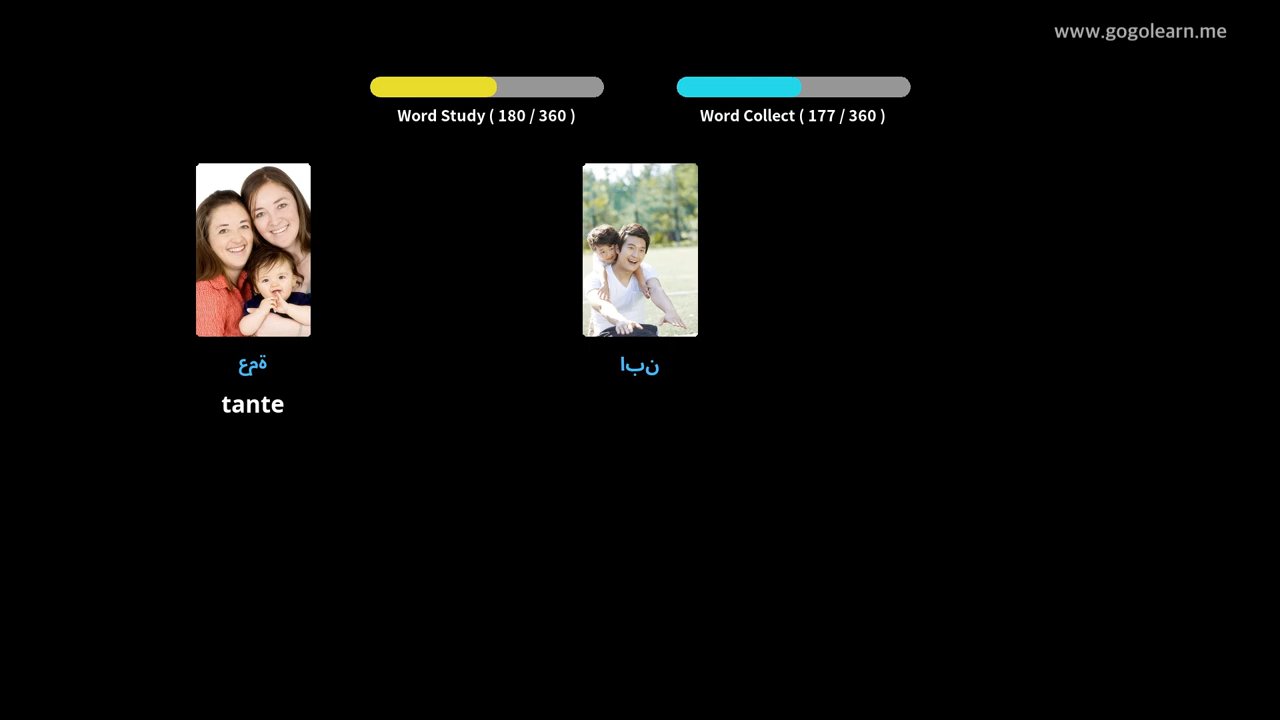 www.gogolearn.me
Word Study ( 180 / 360 )
Word Collect ( 177 / 360 )
عمة
ابن
tante